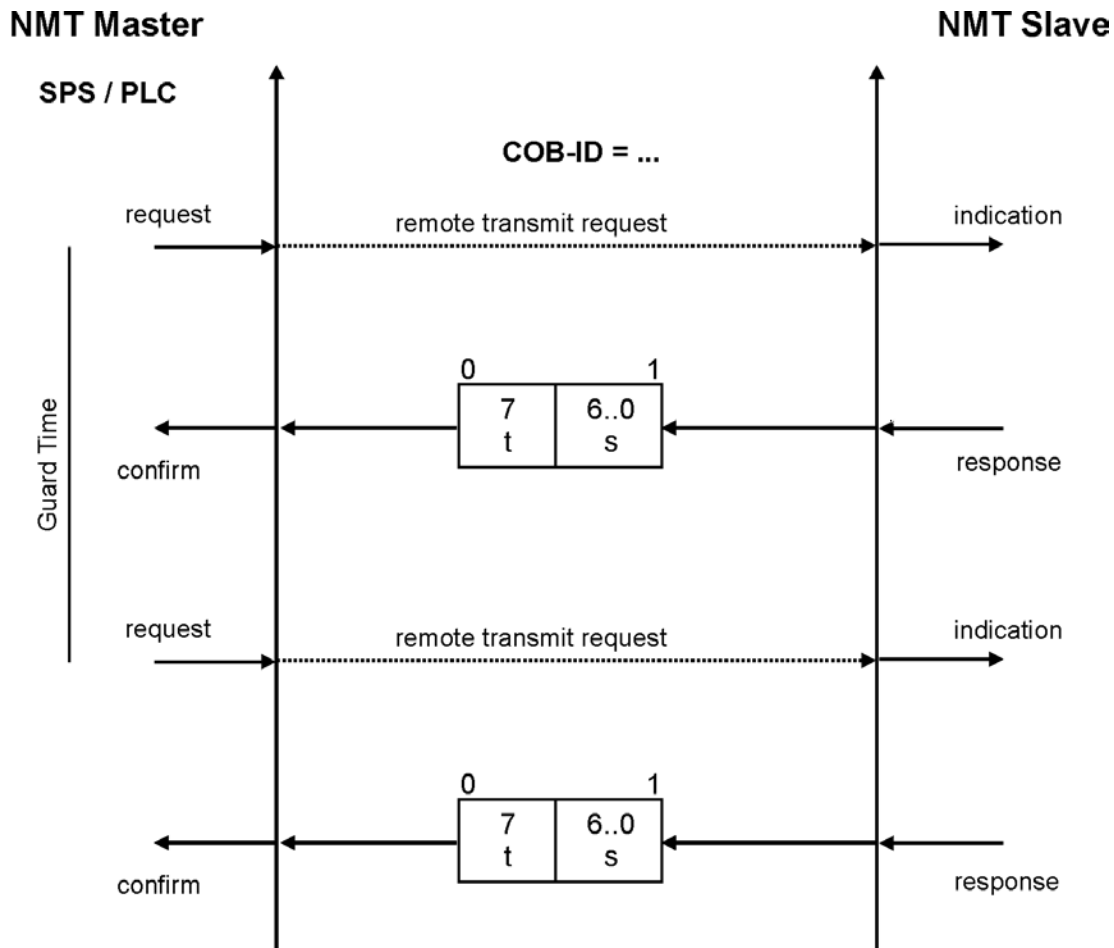 NMT Master
NMT Slave
SPS / PLC
COB-ID = ...
request
remote transmit request
indication
0
1
7
6..0
t
s
confirm
response
Guard Time
request
remote transmit request
indication
0
1
7
6..0
t
s
confirm
response